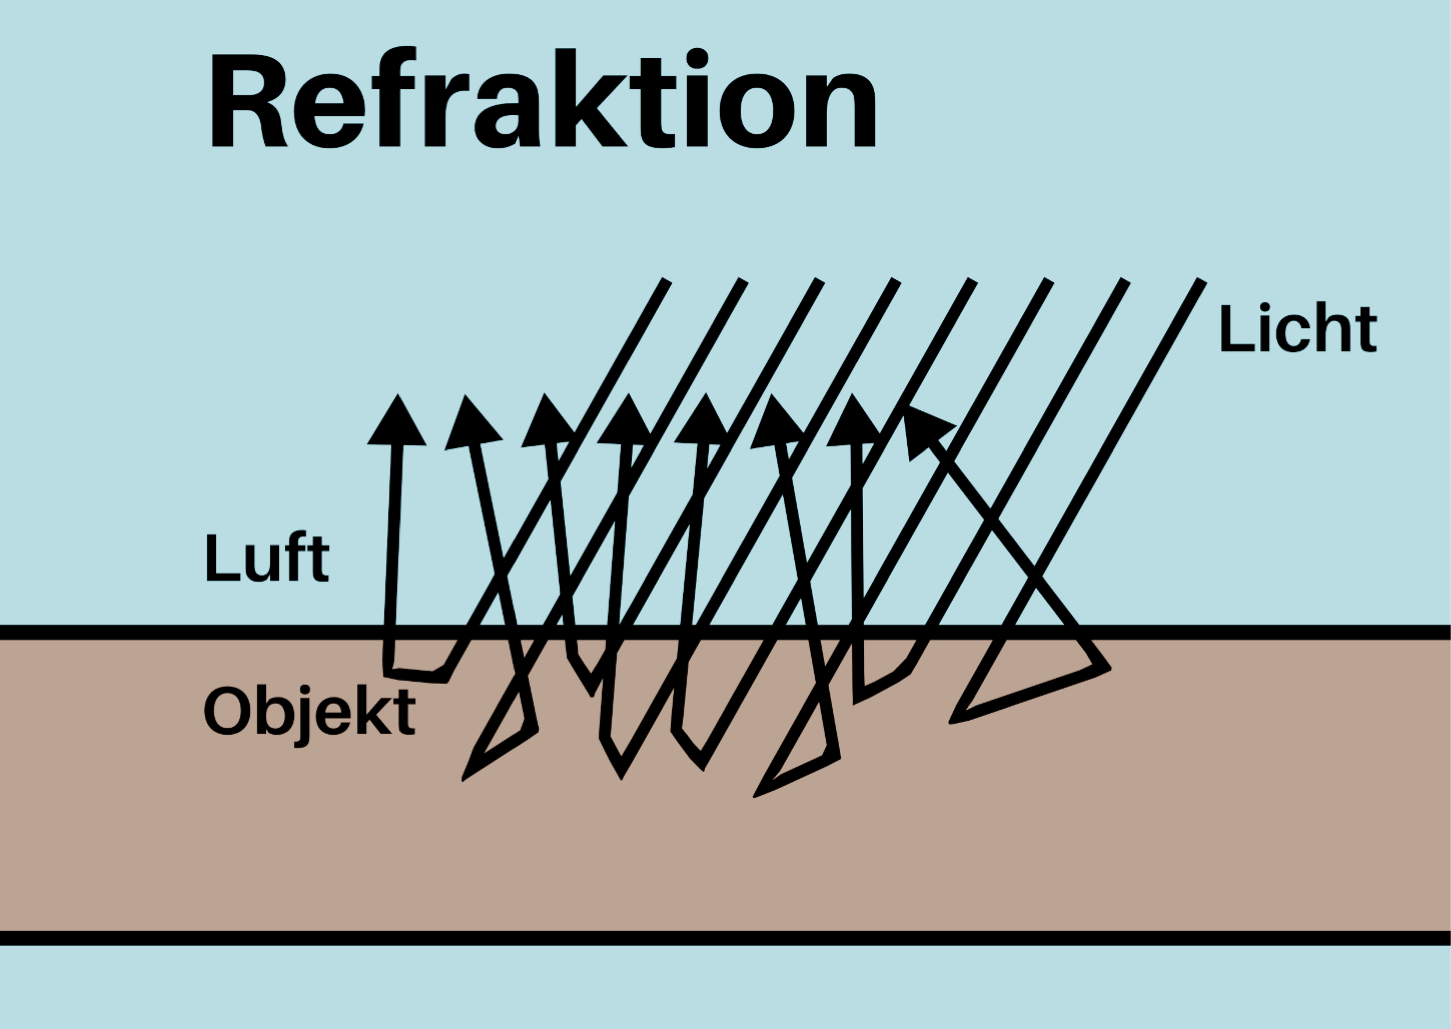 Refraktion
Licht
Luft
Objekt